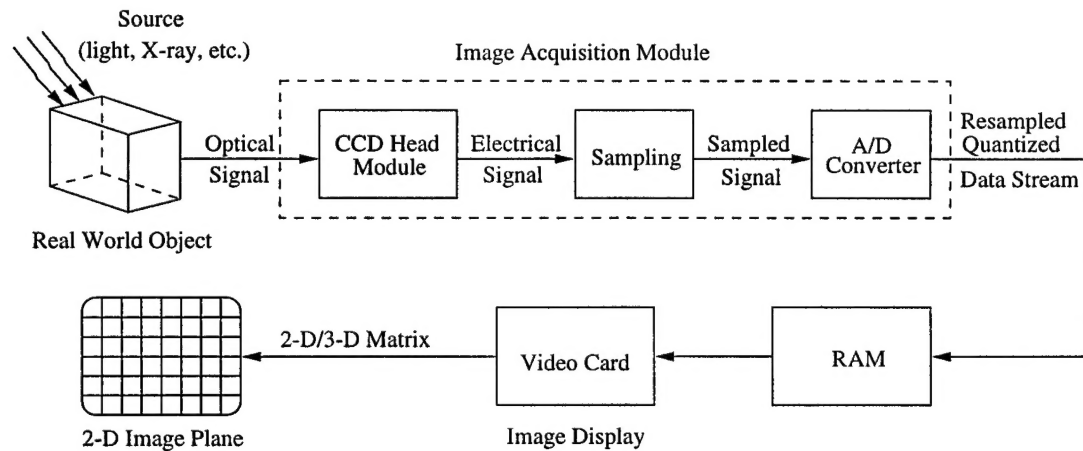 Source
(light, X-ray, etc.)
Image Acquisition Module
Optical
Signal
CCD Head
Module
Electrical
Signal
Sampling
Sampled
Signal
A/D
Converter
Resampled
Quantized
Data Stream
Real World Object
2-D/3-D Matrix
Video Card
RAM
2-D Image Plane
Image Display